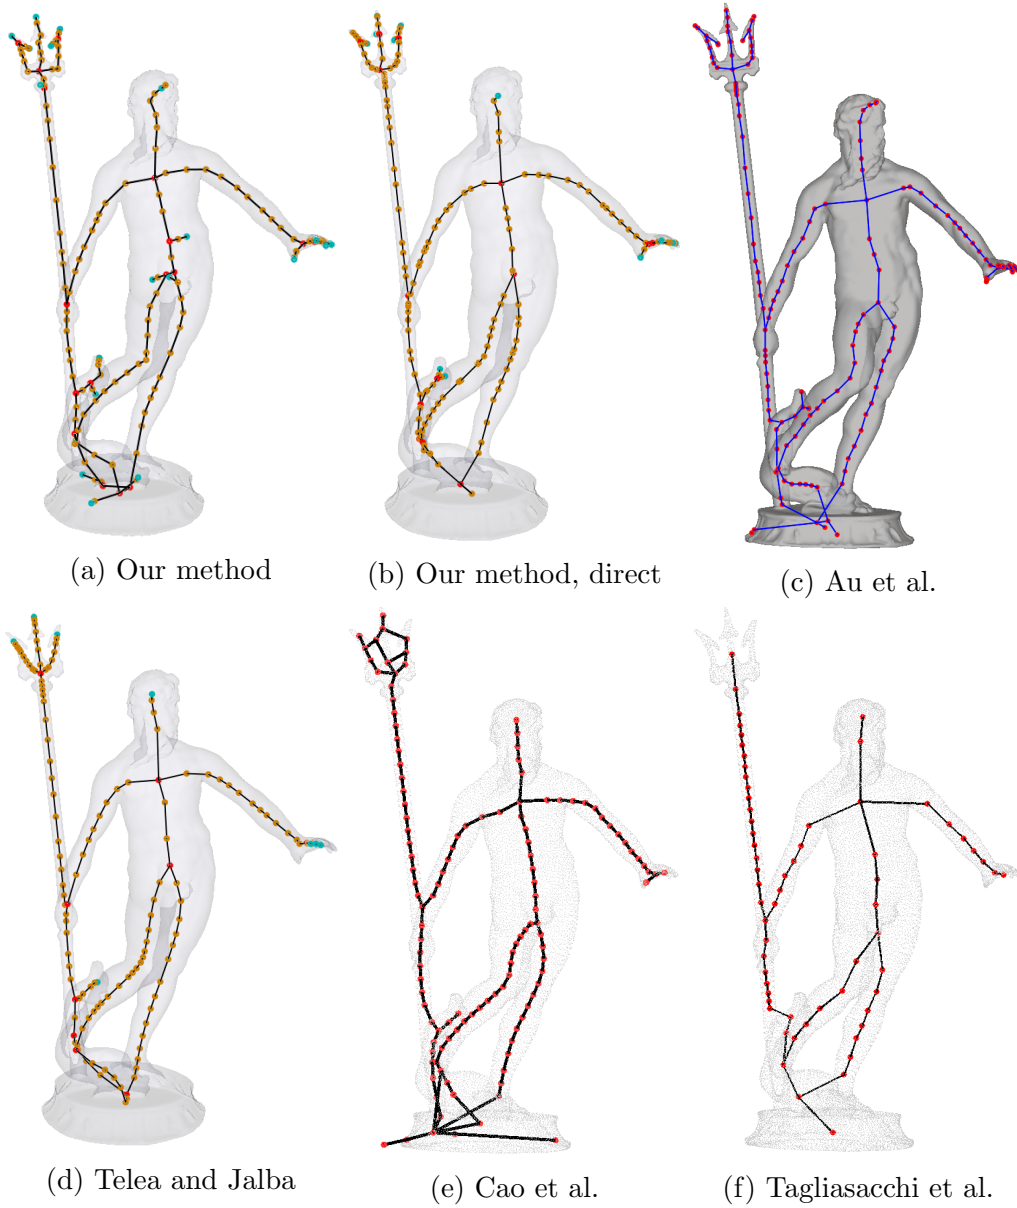 (a) Our method
(b) Our method, direct
(c) Au et al.
(d) Telea and Jalba
(e) Cao et al.
(f) Tagliasacchi et al.